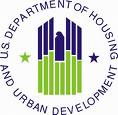 U.S. DEPARTMENT OF HOUSING
AND URBAN DEVELOPMENT